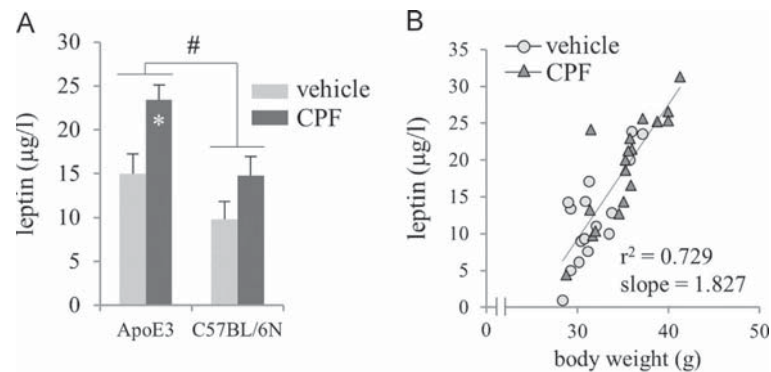 A
leptin (µg/l)
30
25
20
15
10
5
0
#
*
vehicle
CPF
ApoE3
C57BL/6N
B
leptin (µg/l)
35
30
25
20
15
10
5
0
vehicle
CPF
r² = 0.729
slope = 1.827
0
30
40
50
body weight (g)